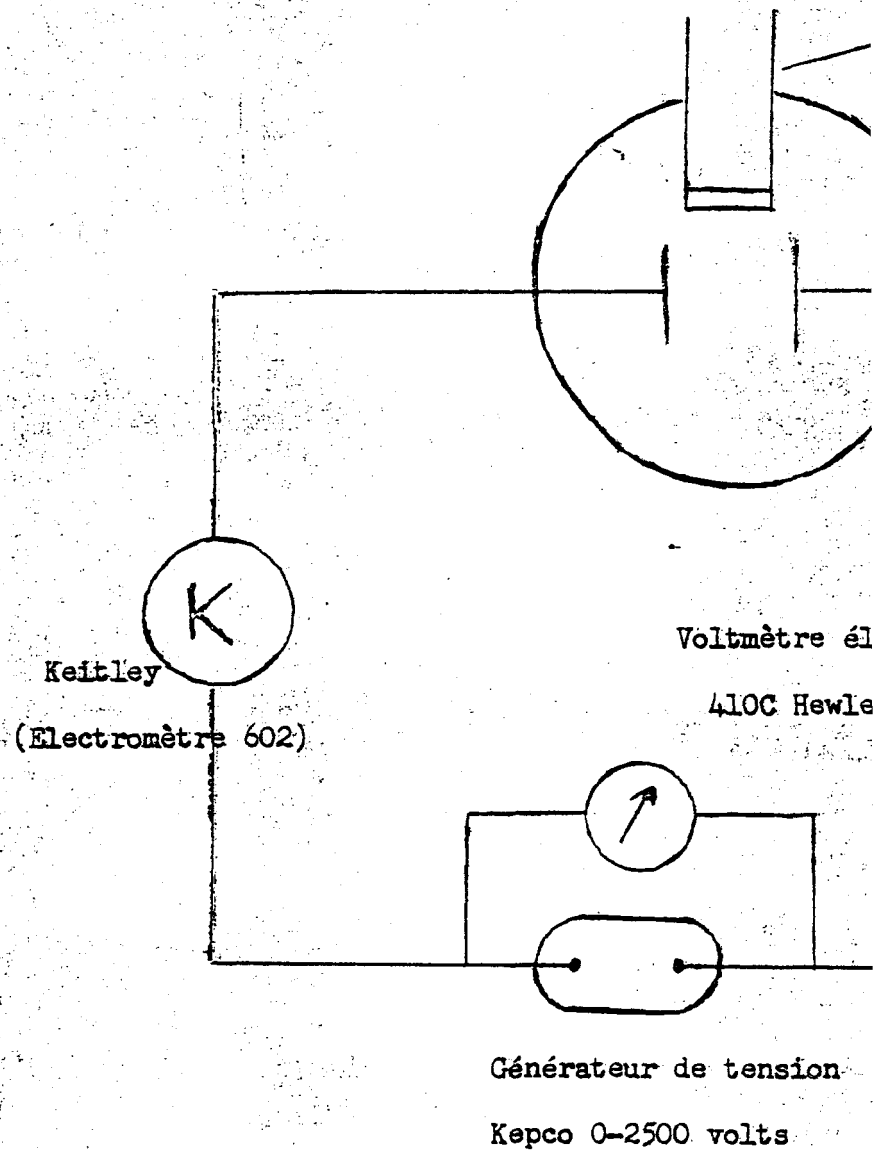 K
Keitley
(Electromètre 602)
Voltmètre él
410C Hewle
Générateur de tension
Kepco 0-2500 volts